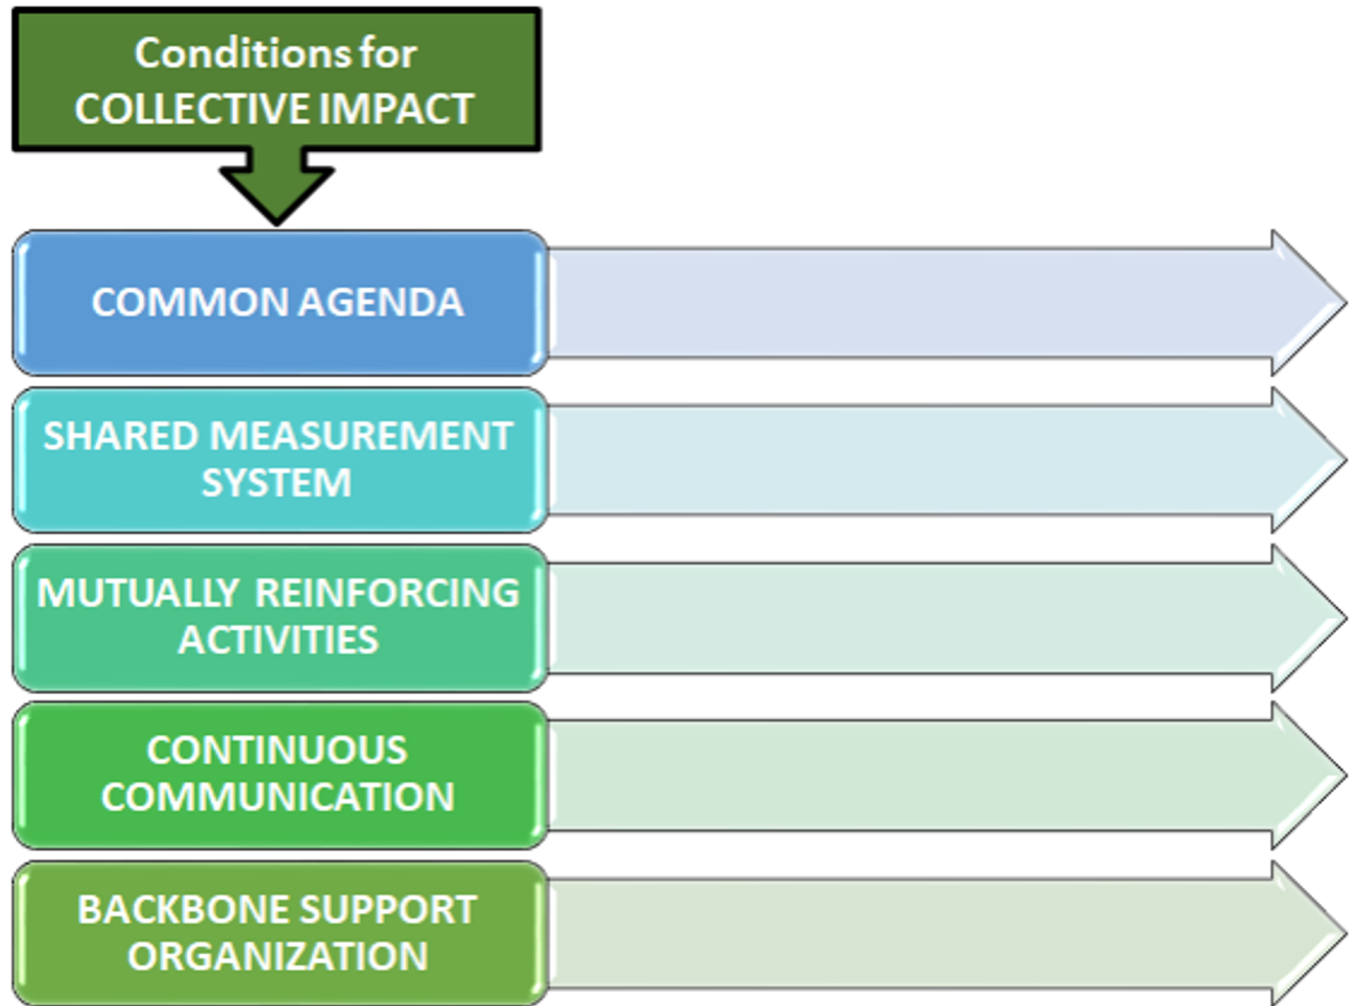 Conditions for
COLLECTIVE IMPACT
COMMON AGENDA
SHARED MEASUREMENT
SYSTEM
MUTUALLY REINFORCING
ACTIVITIES
CONTINUOUS
COMMUNICATION
BACKBONE SUPPORT
ORGANIZATION